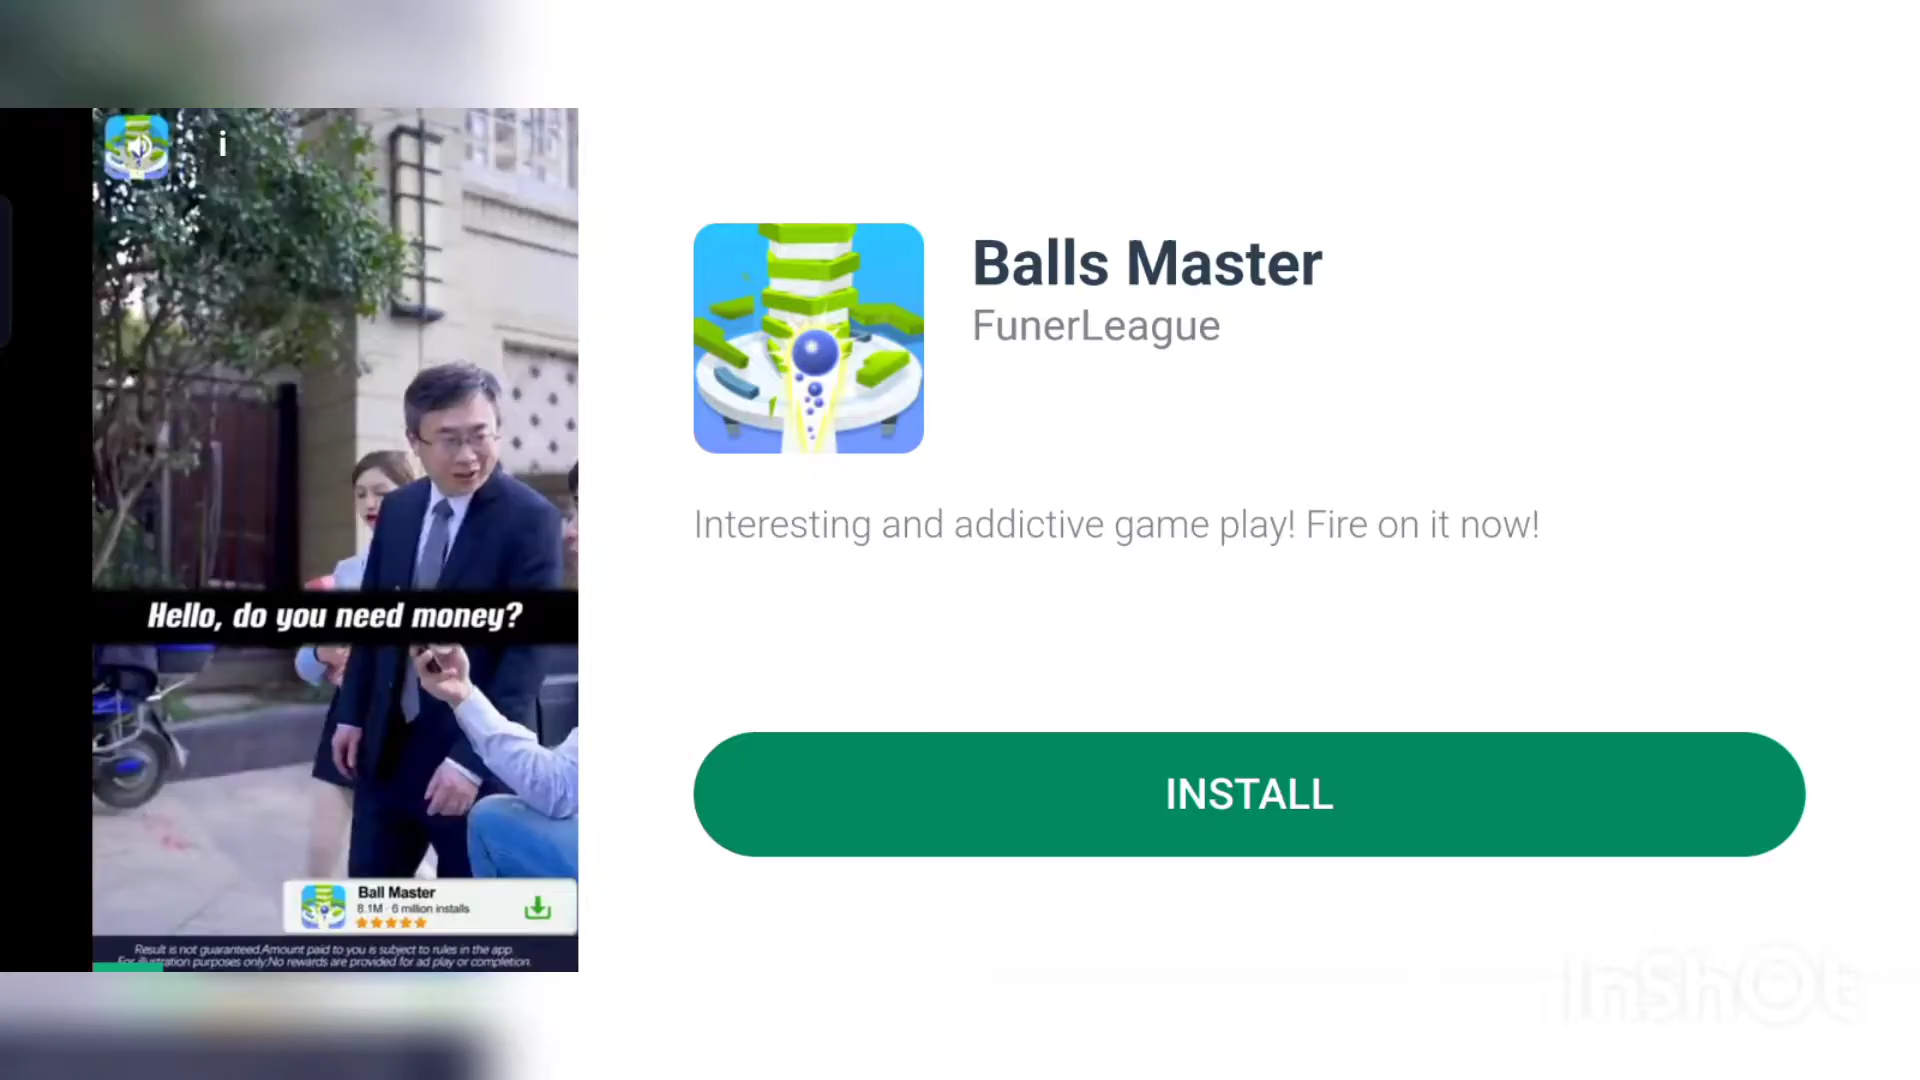 i
Hello, do you need money?
Ball Master
8.1M · 6 million installs
Result is not guaranteed.Amount paid to you is subject to rules in the app.
For illustration purposes only;No rewards are provided for ad play or completion.
Balls Master
FunerLeague
Interesting and addictive game play! Fire on it now!
INSTALL
InShOt